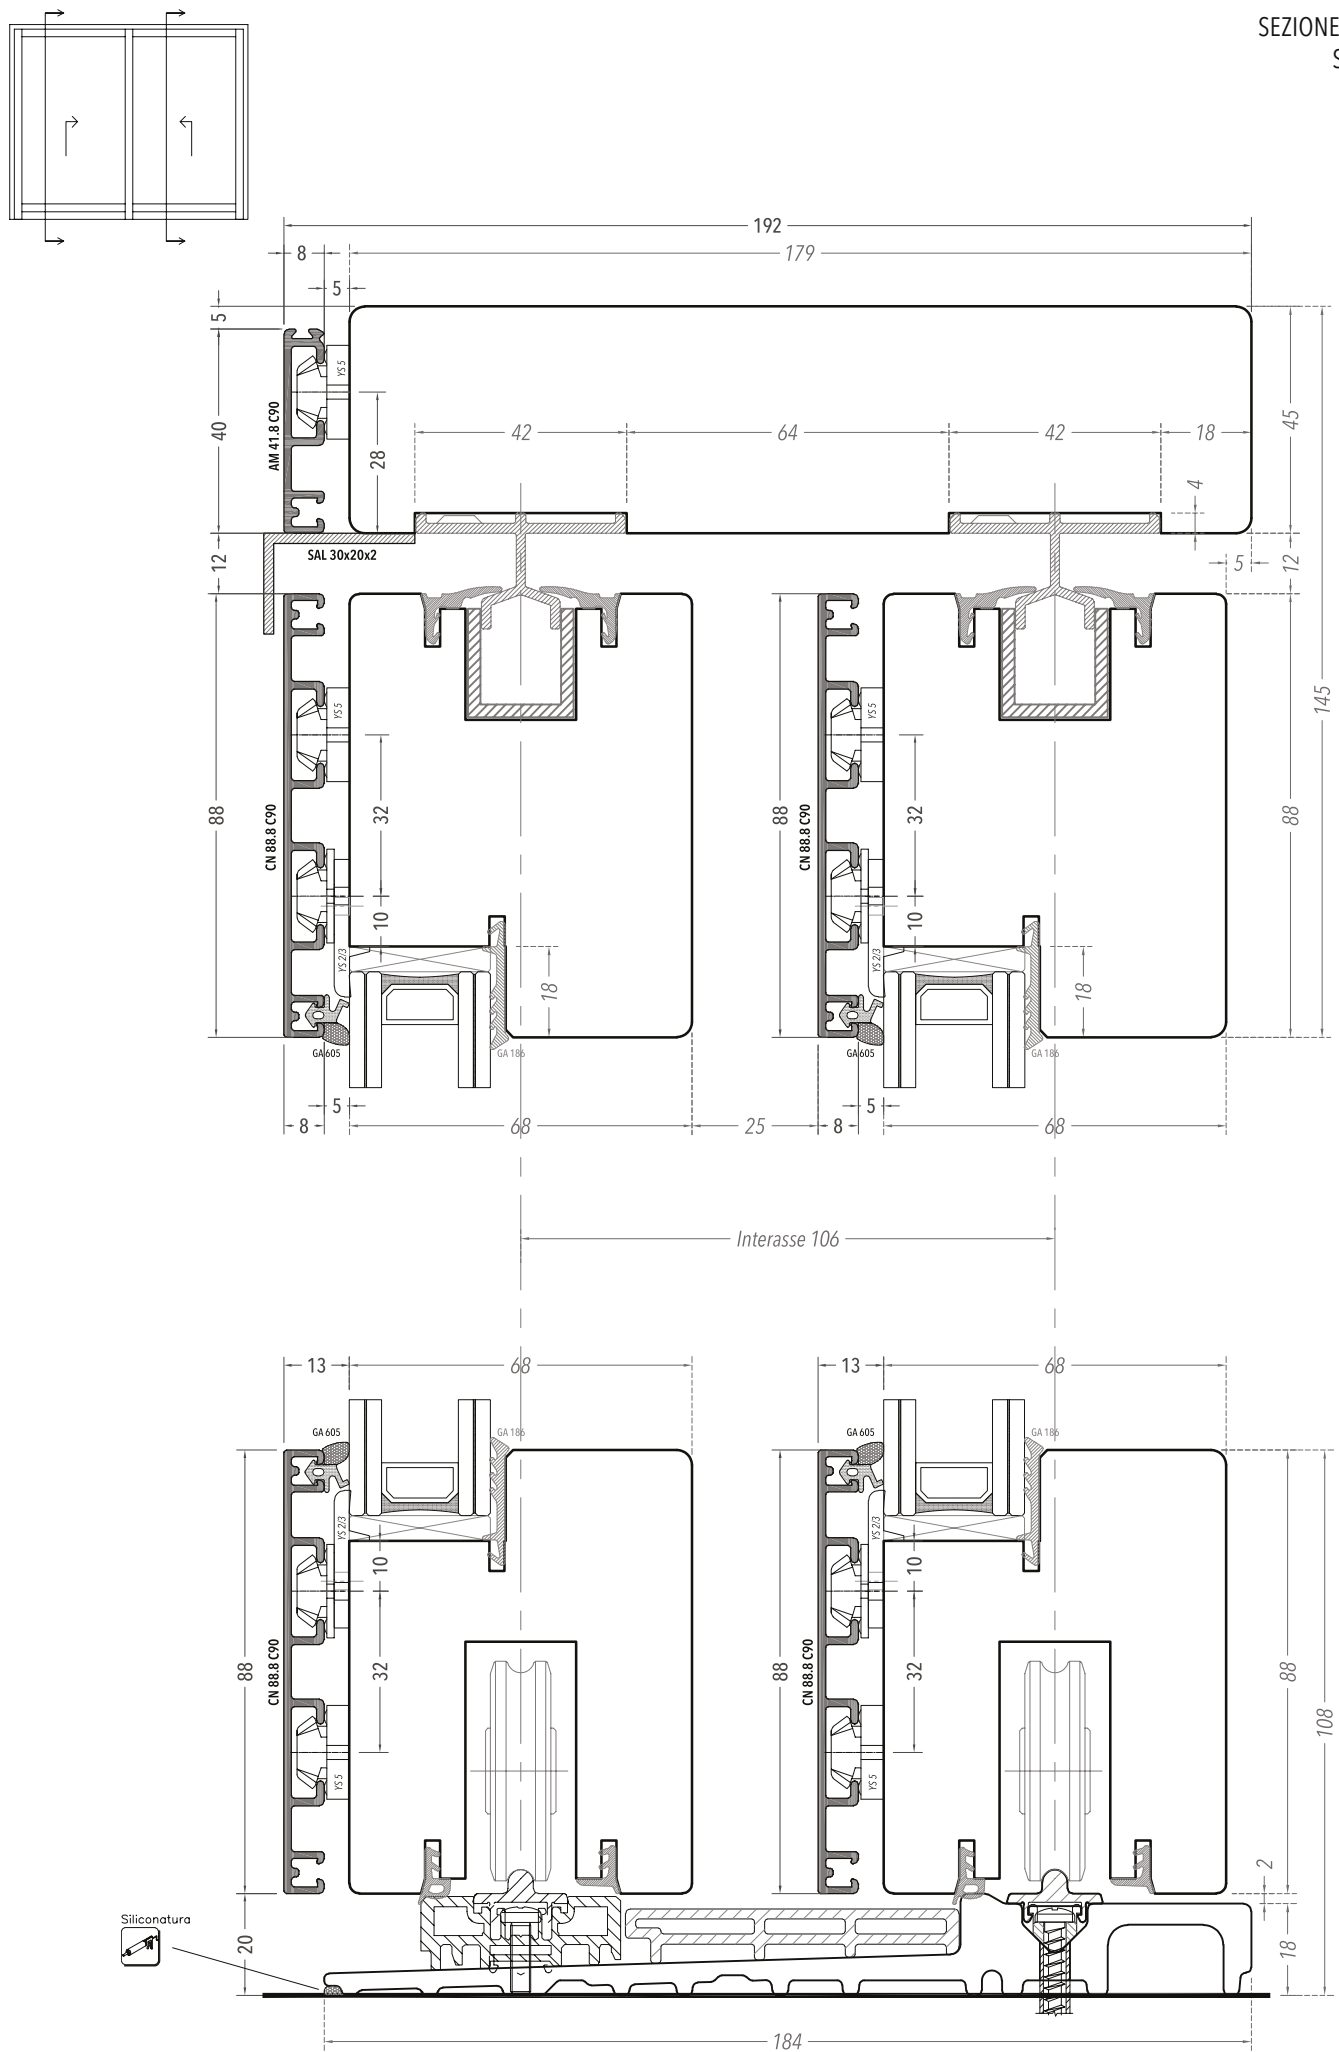 SEZIONE
S
192
8
179
5
5
YS 5
40
AM 41.8 C90
28
42
64
42
18
45
4
12
SAL 30x20x2
5
12
YS 5
YS 5
145
88
CN 88.8 C90
32
88
CN 88.8 C90
32
88
10
10
YS 2/3
18
YS 2/3
18
GA 605
GA 186
GA 605
GA 186
5
5
8
68
25
8
68
Interasse 106
13
68
13
68
GA 605
GA 186
GA 605
GA 186
YS 2/3
10
YS 2/3
10
88
CN 88.8 C90
32
88
CN 88.8 C90
32
88
108
YS 5
YS 5
2
Siliconatura
20
18
184